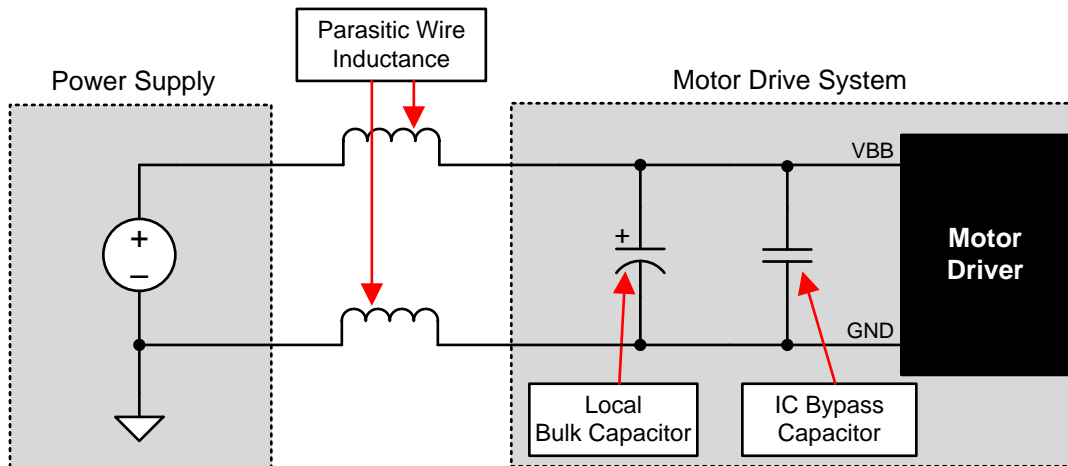 Parasitic Wire
Inductance
Power Supply
Motor Drive System
VBB
+
–
+
Motor
Driver
GND
Local
Bulk Capacitor
IC Bypass
Capacitor